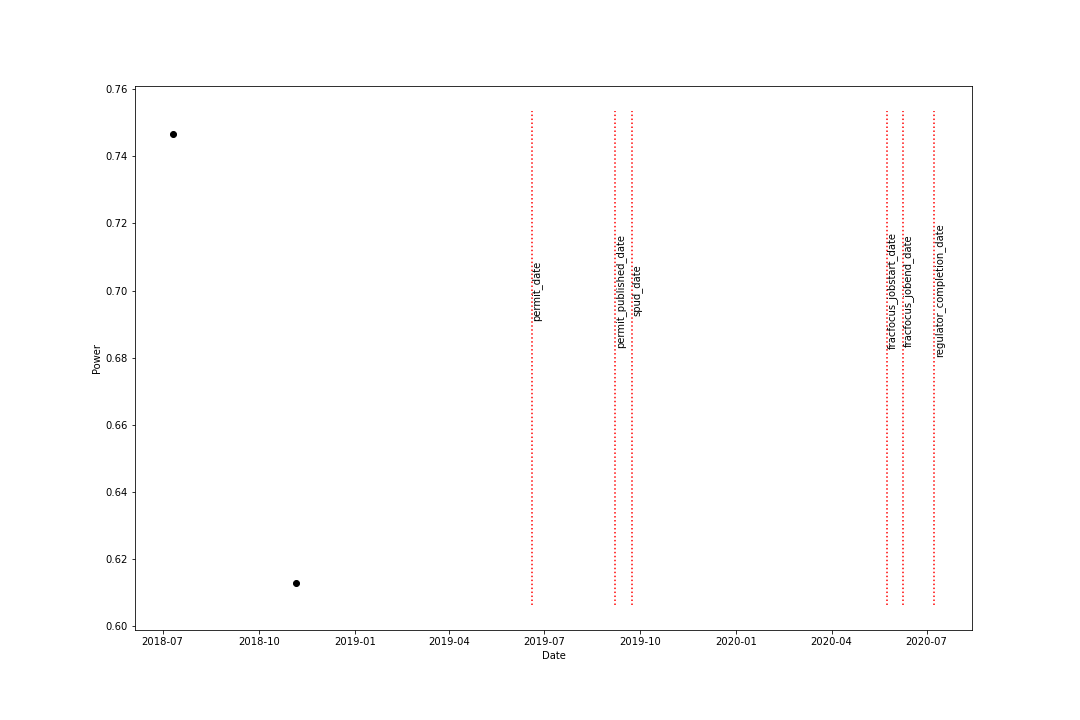 0.76
0.74
0.72
0.70
0.68
0.66
0.64
0.62
0.60
Power
permit_date
permit_published_date
spud_date
fracfocus_jobstart_date
fracfocus_jobend_date
regulator_completion_date
2018-07
2018-10
2019-01
2019-04
2019-07
2019-10
2020-01
2020-04
2020-07
Date